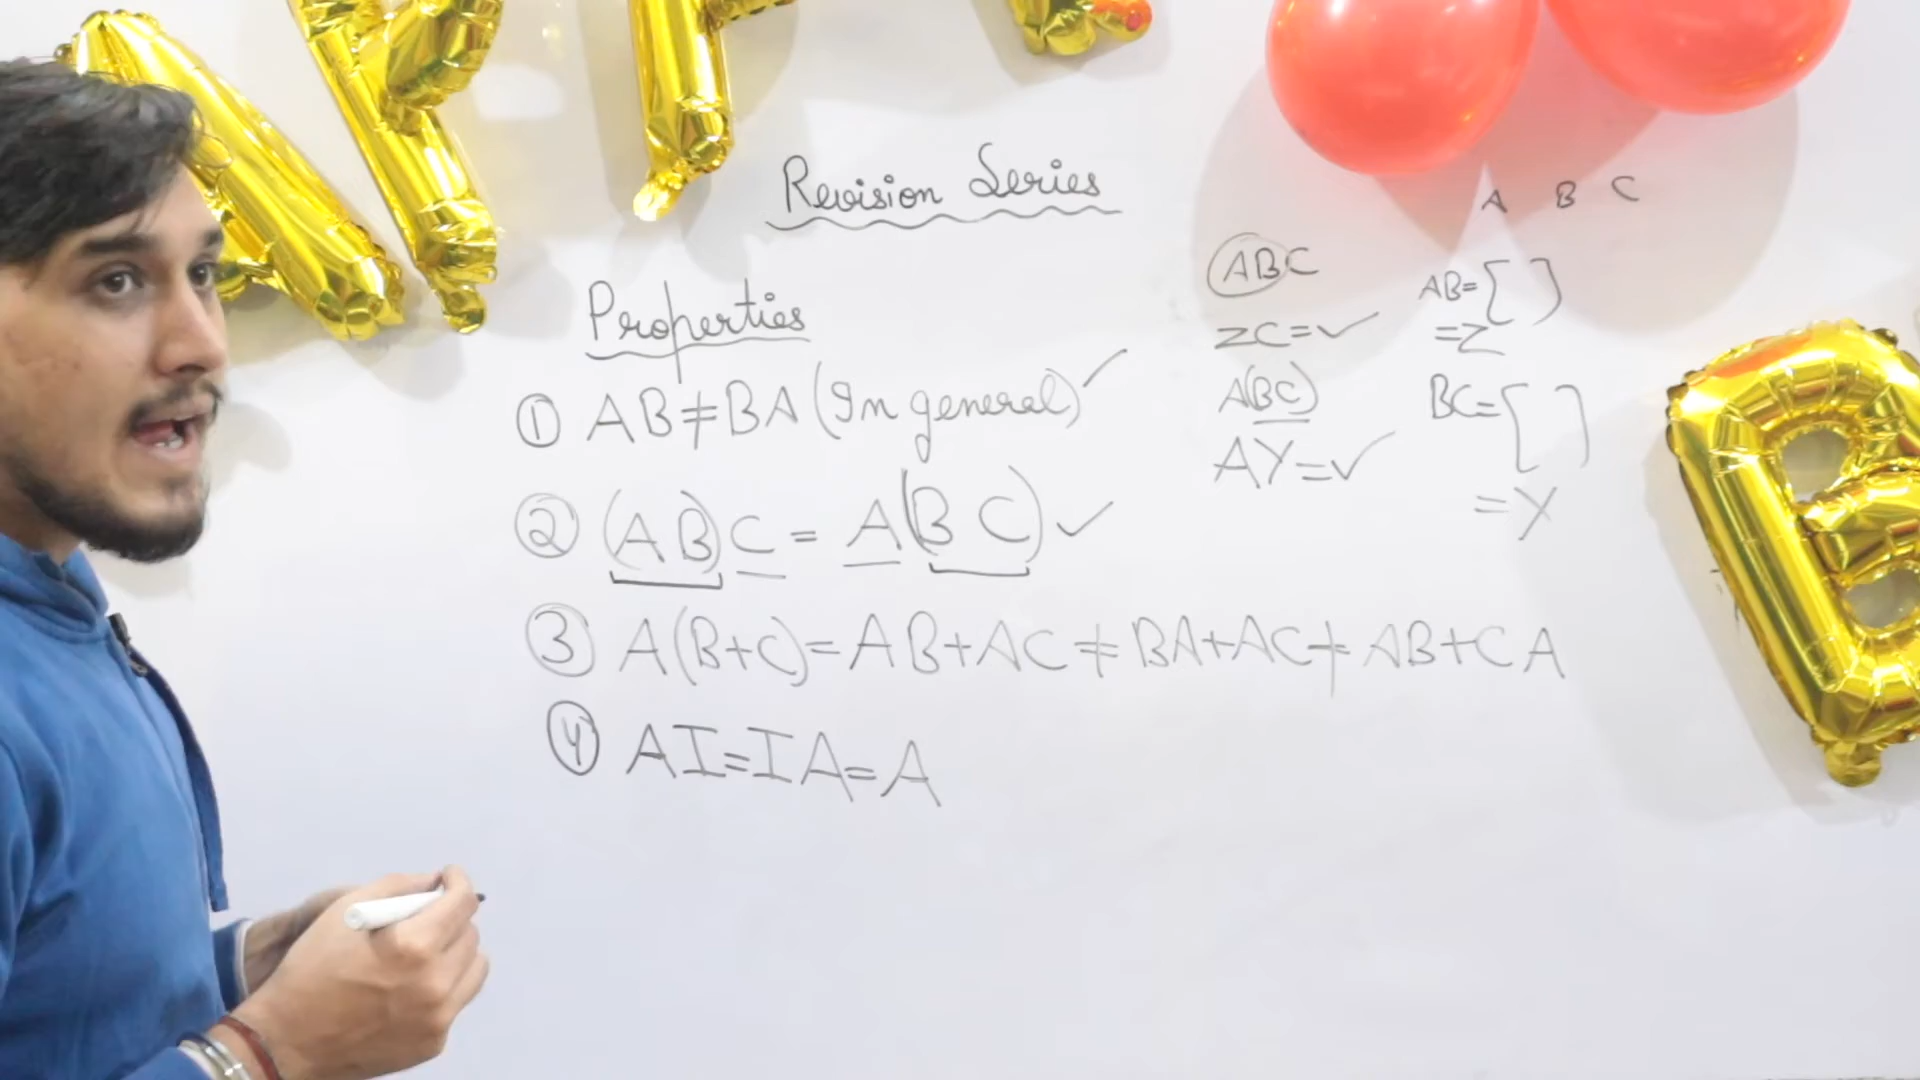 Revision Series
Properties
① AB ≠ BA (In general) ✓
② (AB)C = A(BC) ✓
③ A(B+C) = AB+AC ≠ BA+AC ≠ AB+CA
④ AI=IA=A
A B C
ABC
ZC=✓
A(BC)
AY=✓
AB=[ ]
=Z
BC=[ ]
=Y
B